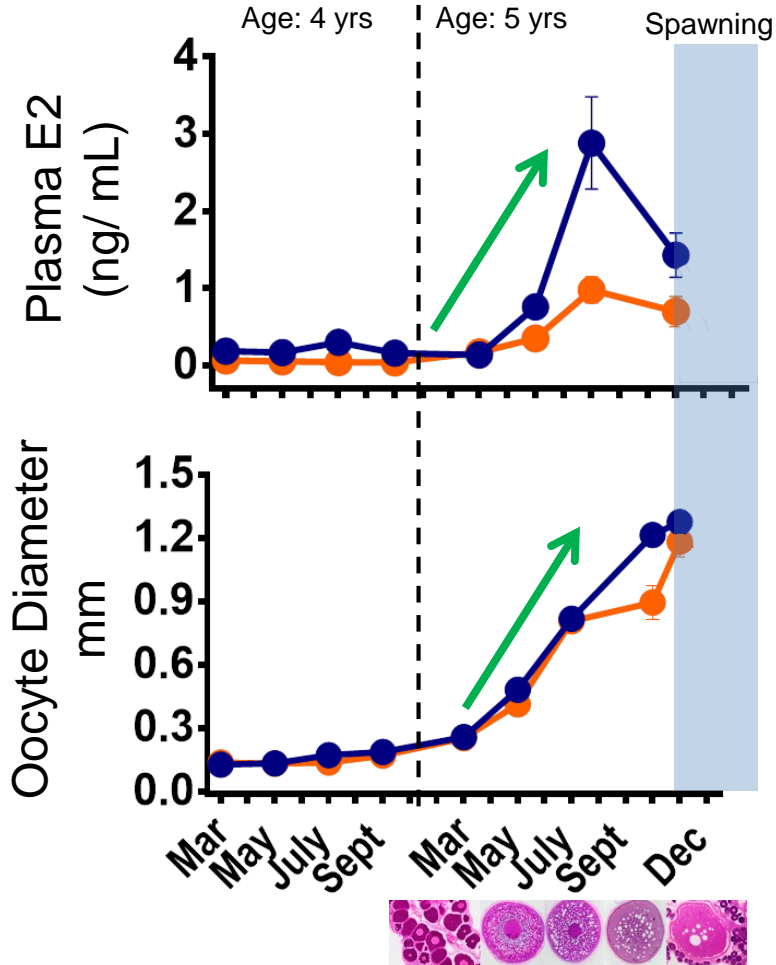 Age: 4 yrs
Age: 5 yrs
Spawning
Plasma E2
(ng/ mL)
4
3
2
1
0
Oocyte Diameter
mm
1.5
1.2
0.9
0.6
0.3
0.0
Mar
May
July
Sept
Mar
May
July
Sept
Dec